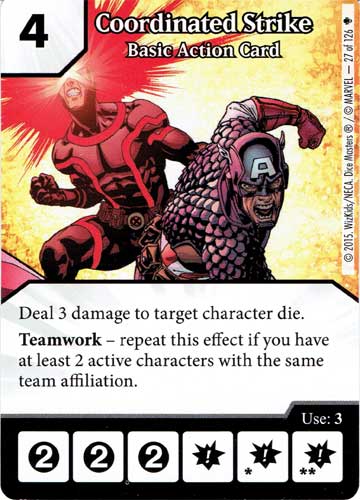 4
Coordinated Strike
Basic Action Card
© 2015, WizKids/NECA. Dice Masters ® / © MARVEL — 27 of 126
A
Deal 3 damage to target character die.
Teamwork – repeat this effect if you have
at least 2 active characters with the same
team affiliation.
Use: 3
2 2 2 ! ! !
* **